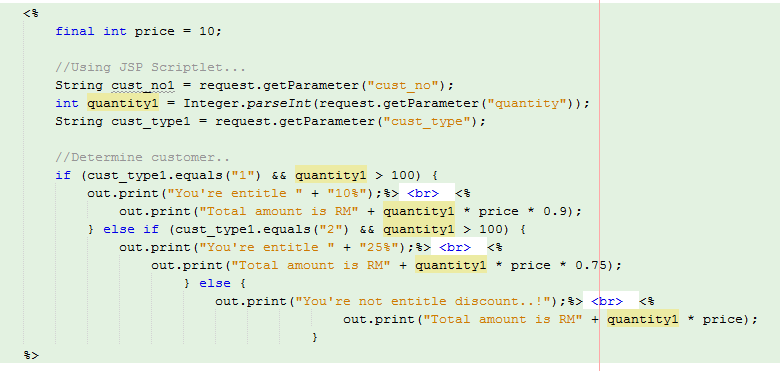 <%
final int price = 10;
//Using JSP Scriptlet...
String cust_no1 = request.getParameter("cust_no");
int quantity1 = Integer.parseInt(request.getParameter("quantity"));
String cust_type1 = request.getParameter("cust_type");
//Determine customer..
if (cust_type1.equals("1") && quantity1 > 100) {
out.print("You're entitle " + "10%");%> <br> <%
out.print("Total amount is RM" + quantity1 * price * 0.9);
} else if (cust_type1.equals("2") && quantity1 > 100) {
out.print("You're entitle " + "25%");%> <br> <%
out.print("Total amount is RM" + quantity1 * price * 0.75);
} else {
out.print("You're not entitle discount..!");%> <br> <%
out.print("Total amount is RM" + quantity1 * price);
}
%>